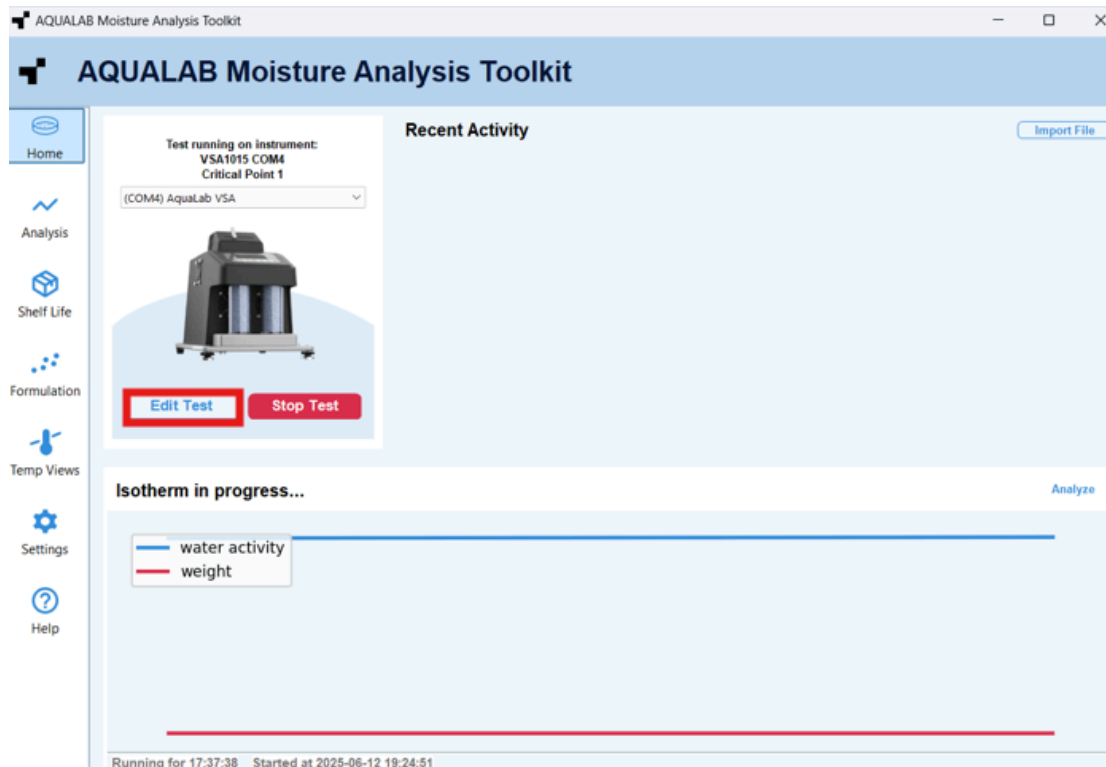 AQUALAB Moisture Analysis Toolkit
AQUALAB Moisture Analysis Toolkit
Home
Analysis
Shelf Life
Formulation
Temp Views
Settings
Help
Test running on instrument:
VSA1015 COM4
Critical Point 1
(COM4) AquaLab VSA
Edit Test
Stop Test
Recent Activity
Import File
Isotherm in progress...
Analyze
water activity
weight
Running for 17:37:38 Started at 2025-06-12 19:24:51